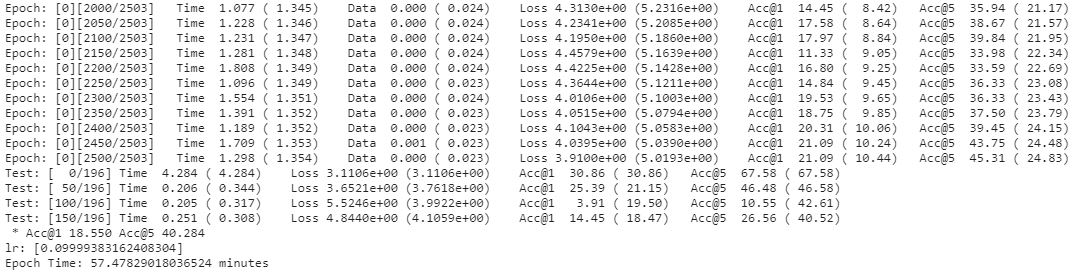 Epoch: [0][2000/2503] Time 1.077 ( 1.345) Data 0.000 ( 0.024) Loss 4.3130e+00 (5.2316e+00) Acc@1 14.45 ( 8.42) Acc@5 35.94 ( 21.17)
Epoch: [0][2050/2503] Time 1.228 ( 1.346) Data 0.000 ( 0.024) Loss 4.2341e+00 (5.2085e+00) Acc@1 17.58 ( 8.64) Acc@5 38.67 ( 21.57)
Epoch: [0][2100/2503] Time 1.231 ( 1.347) Data 0.000 ( 0.024) Loss 4.1950e+00 (5.1860e+00) Acc@1 17.97 ( 8.84) Acc@5 39.84 ( 21.95)
Epoch: [0][2150/2503] Time 1.281 ( 1.348) Data 0.000 ( 0.024) Loss 4.4579e+00 (5.1639e+00) Acc@1 11.33 ( 9.05) Acc@5 33.98 ( 22.34)
Epoch: [0][2200/2503] Time 1.808 ( 1.349) Data 0.000 ( 0.024) Loss 4.4225e+00 (5.1428e+00) Acc@1 16.80 ( 9.25) Acc@5 33.59 ( 22.69)
Epoch: [0][2250/2503] Time 1.096 ( 1.349) Data 0.000 ( 0.023) Loss 4.3644e+00 (5.1211e+00) Acc@1 14.84 ( 9.45) Acc@5 36.33 ( 23.08)
Epoch: [0][2300/2503] Time 1.554 ( 1.351) Data 0.000 ( 0.024) Loss 4.0106e+00 (5.1003e+00) Acc@1 19.53 ( 9.65) Acc@5 36.33 ( 23.43)
Epoch: [0][2350/2503] Time 1.391 ( 1.352) Data 0.000 ( 0.023) Loss 4.0515e+00 (5.0794e+00) Acc@1 18.75 ( 9.85) Acc@5 37.50 ( 23.79)
Epoch: [0][2400/2503] Time 1.189 ( 1.352) Data 0.000 ( 0.023) Loss 4.1043e+00 (5.0583e+00) Acc@1 20.31 ( 10.06) Acc@5 39.45 ( 24.15)
Epoch: [0][2450/2503] Time 1.709 ( 1.353) Data 0.001 ( 0.023) Loss 4.0395e+00 (5.0390e+00) Acc@1 21.09 ( 10.24) Acc@5 43.75 ( 24.48)
Epoch: [0][2500/2503] Time 1.298 ( 1.354) Data 0.000 ( 0.023) Loss 3.9100e+00 (5.0193e+00) Acc@1 21.09 ( 10.44) Acc@5 45.31 ( 24.83)
Test: [ 0/196] Time 4.284 ( 4.284) Loss 3.1106e+00 (3.1106e+00) Acc@1 30.86 ( 30.86) Acc@5 67.58 ( 67.58)
Test: [ 50/196] Time 0.206 ( 0.344) Loss 3.6521e+00 (3.7618e+00) Acc@1 25.39 ( 21.15) Acc@5 46.48 ( 46.58)
Test: [100/196] Time 0.205 ( 0.317) Loss 5.5246e+00 (3.9922e+00) Acc@1 3.91 ( 19.50) Acc@5 10.55 ( 42.61)
Test: [150/196] Time 0.251 ( 0.308) Loss 4.8440e+00 (4.1059e+00) Acc@1 14.45 ( 18.47) Acc@5 26.56 ( 40.52)
* Acc@1 18.550 Acc@5 40.284
lr: [0.09999383162408304]
Epoch Time: 57.47829018036524 minutes